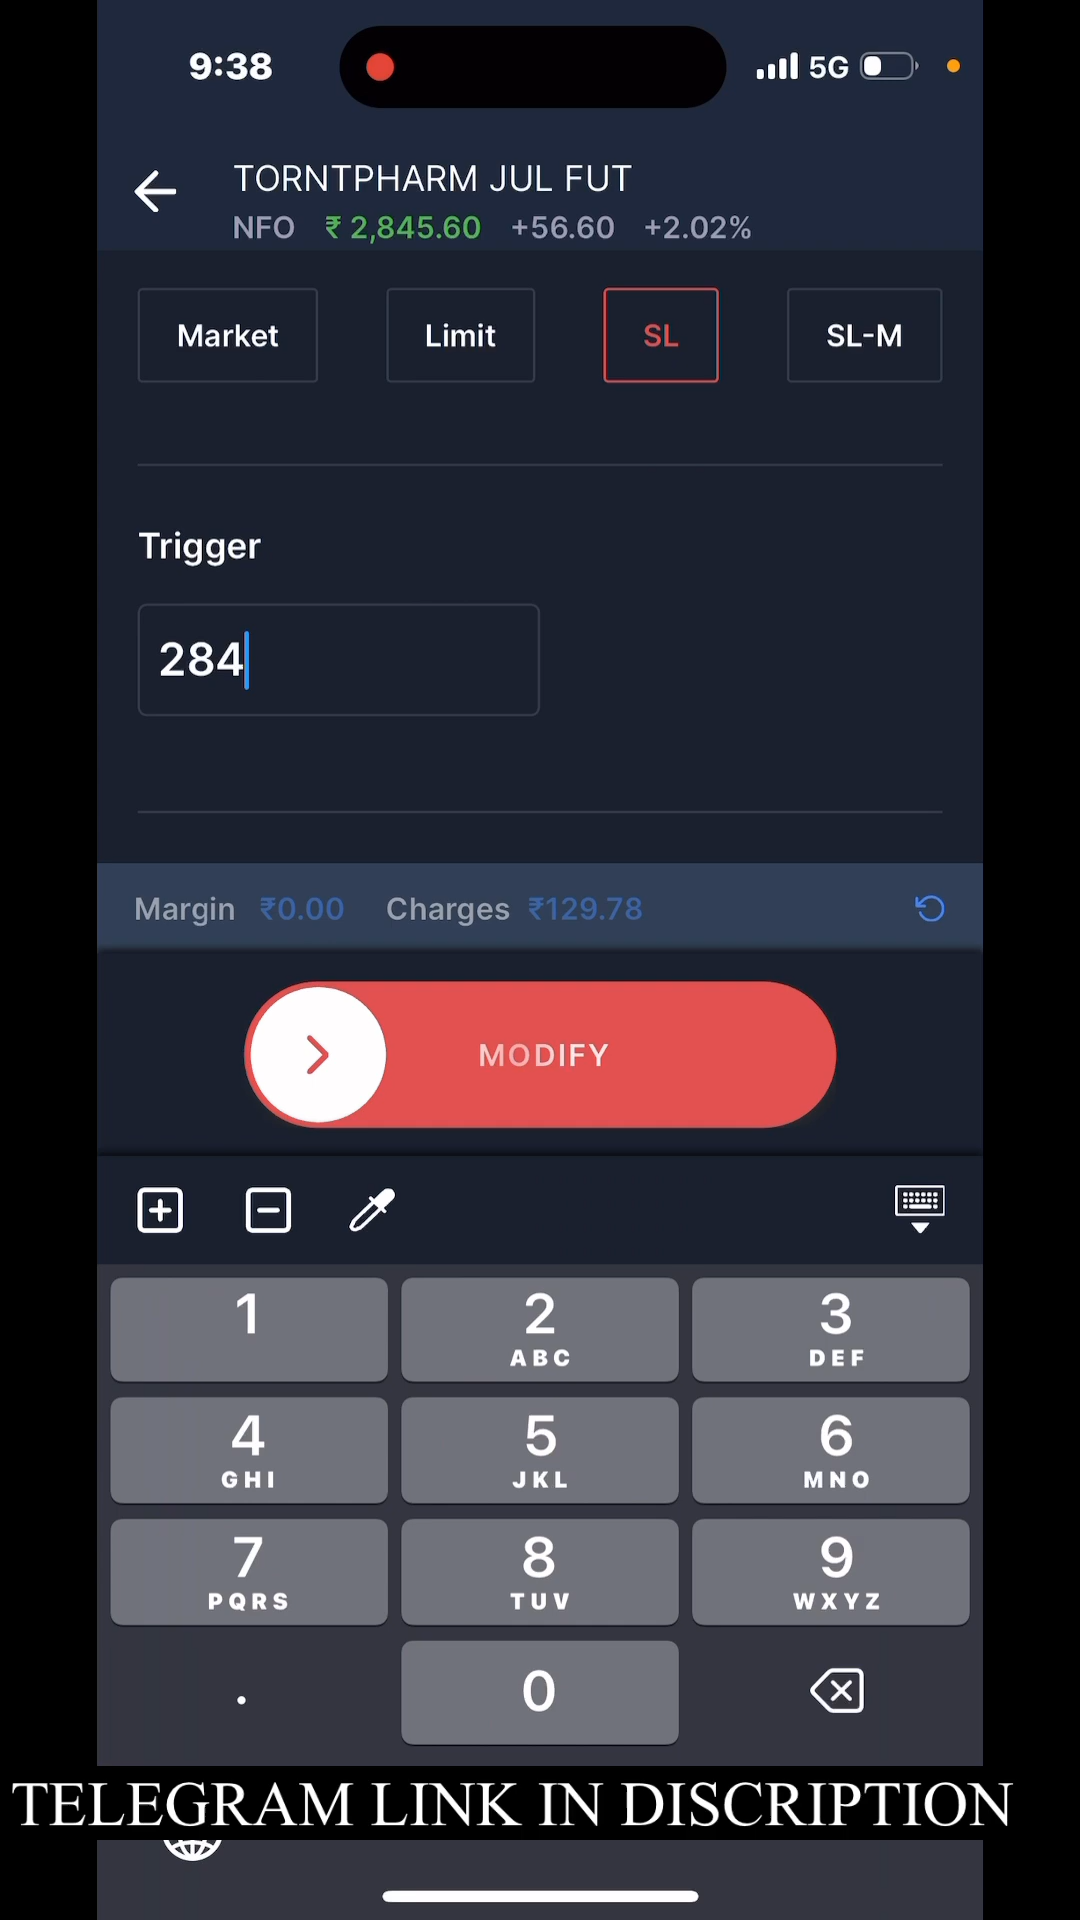 9:38
5G
TORNTPHARM JUL FUT
NFO ₹ 2,845.60 +56.60 +2.02%
Market Limit SL SL-M
Trigger
284
Margin ₹0.00 Charges ₹129.78
MODIFY
1 2 3
ABC DEF
4 5 6
GHI JKL MNO
7 8 9
PQRS TUV WXYZ
. 0
TELEGRAM LINK IN DISCRIPTION